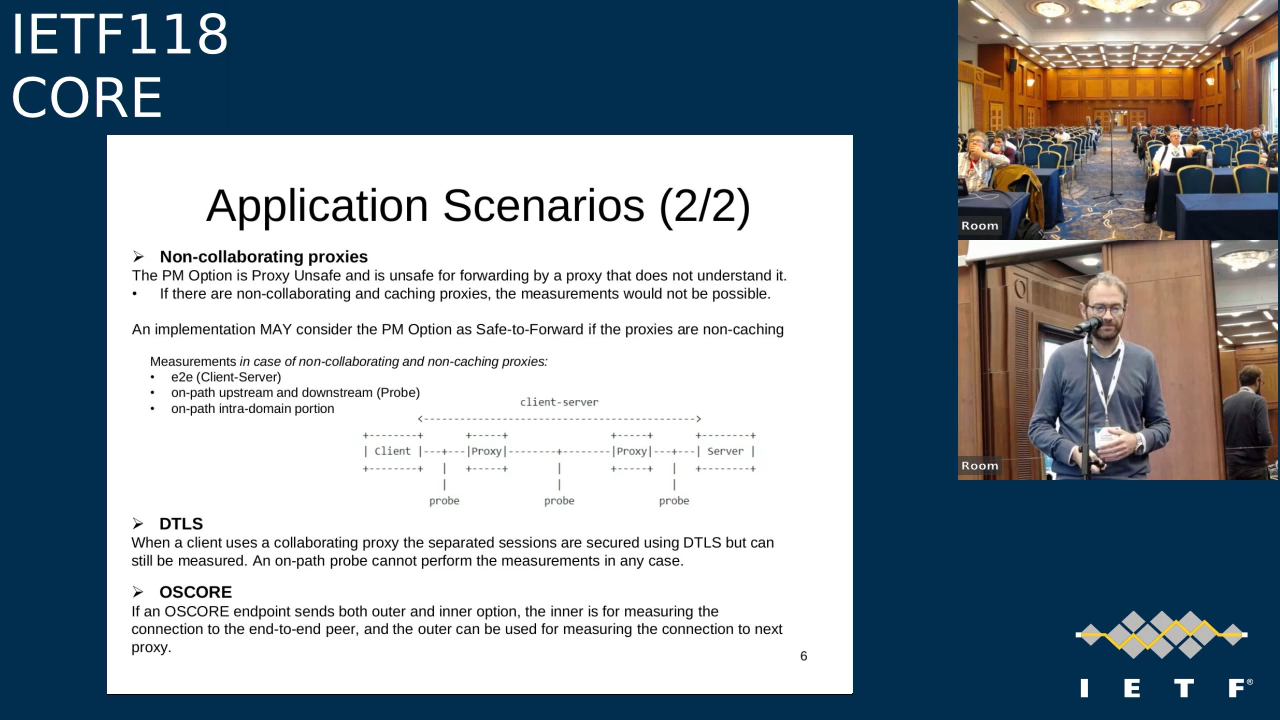 IETF118
CORE
Application Scenarios (2/2)
➢ Non-collaborating proxies
The PM Option is Proxy Unsafe and is unsafe for forwarding by a proxy that does not understand it.
• If there are non-collaborating and caching proxies, the measurements would not be possible.
An implementation MAY consider the PM Option as Safe-to-Forward if the proxies are non-caching
Measurements in case of non-collaborating and non-caching proxies:
• e2e (Client-Server)
• on-path upstream and downstream (Probe)
• on-path intra-domain portion
client-server
<---------------------------------->
+--------+ +-----+ +-----+ +--------+
| Client |---+---|Proxy|--------+--------|Proxy|---+---| Server |
+--------+ | +-----+ | +-----+ | +--------+
| | |
probe probe probe
➢ DTLS
When a client uses a collaborating proxy the separated sessions are secured using DTLS but can
still be measured. An on-path probe cannot perform the measurements in any case.
➢ OSCORE
If an OSCORE endpoint sends both outer and inner option, the inner is for measuring the
connection to the end-to-end peer, and the outer can be used for measuring the connection to next
proxy.
6
Room
Room
I E T F®